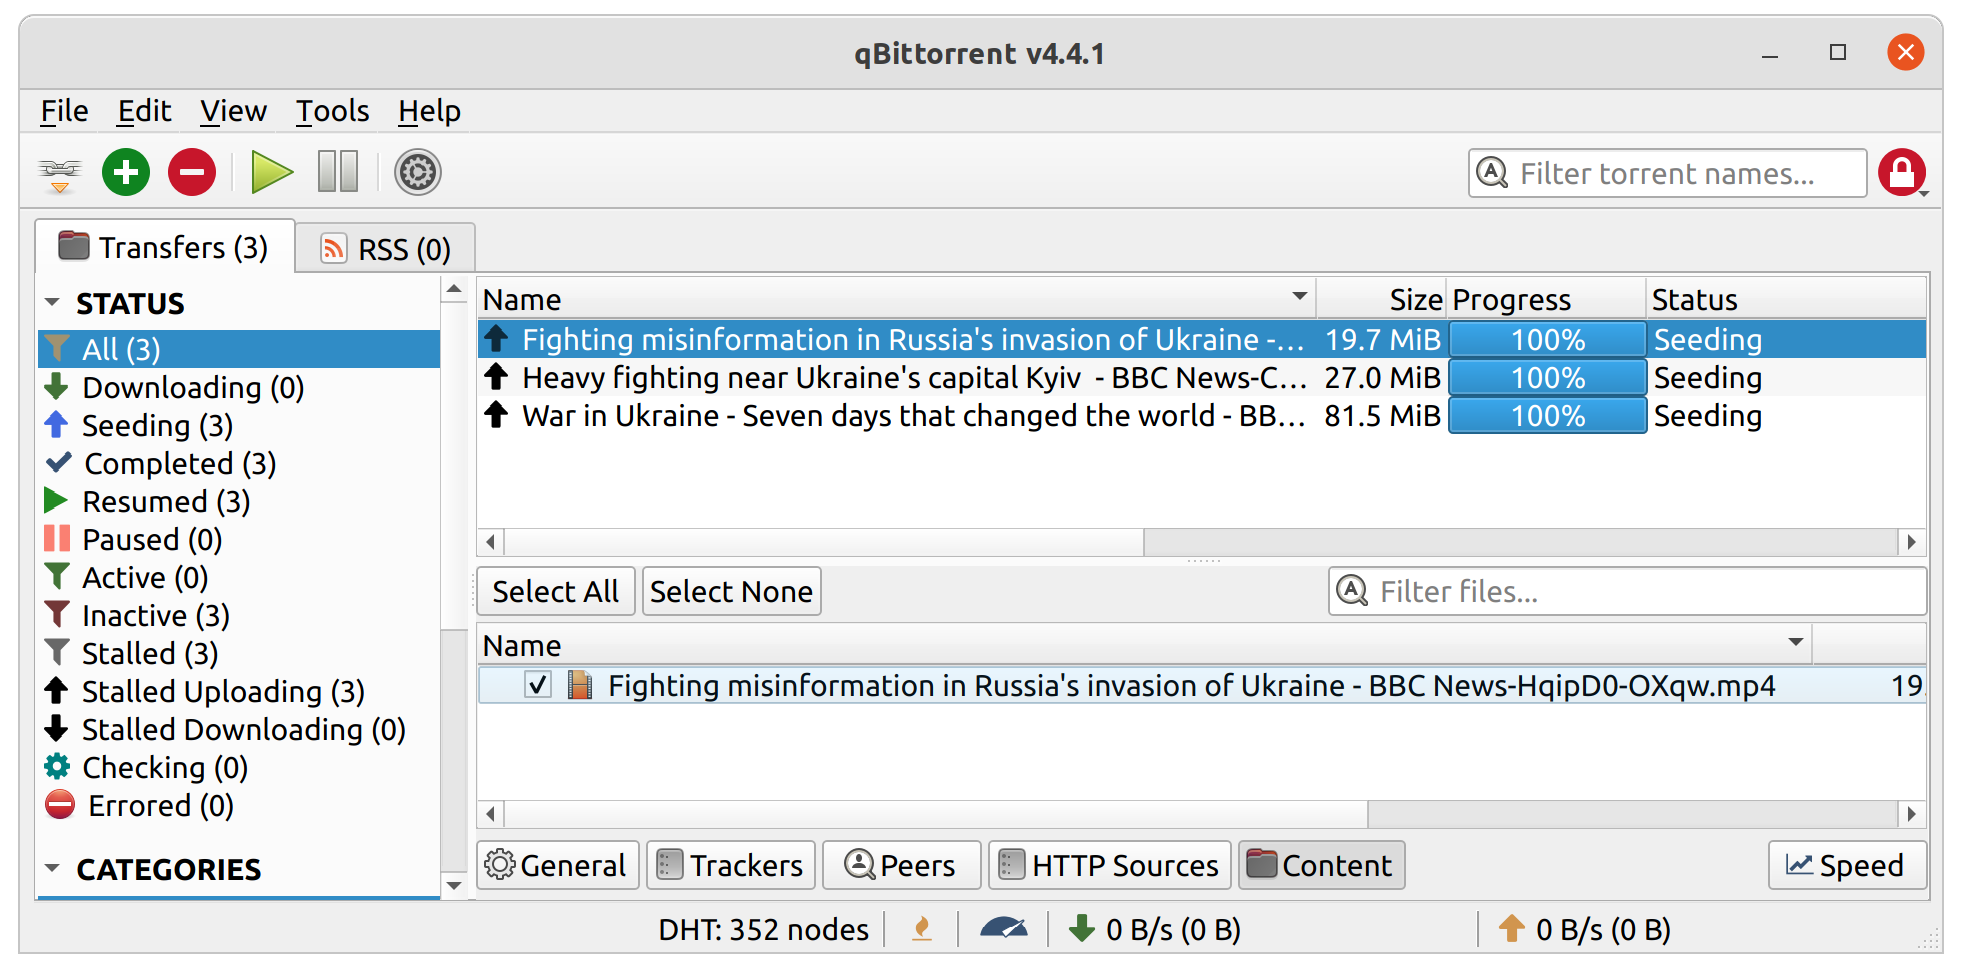 qBittorrent v4.4.1
File Edit View Tools Help
Filter torrent names...
Transfers (3) RSS (0)
STATUS
All (3)
Downloading (0)
Seeding (3)
Completed (3)
Resumed (3)
Paused (0)
Active (0)
Inactive (3)
Stalled (3)
Stalled Uploading (3)
Stalled Downloading (0)
Checking (0)
Errored (0)
CATEGORIES
Name Size Progress Status
Fighting misinformation in Russia's invasion of Ukraine -... 19.7 MiB 100% Seeding
Heavy fighting near Ukraine's capital Kyiv - BBC News-C... 27.0 MiB 100% Seeding
War in Ukraine - Seven days that changed the world - BB... 81.5 MiB 100% Seeding
Select All Select None Filter files...
Name
Fighting misinformation in Russia's invasion of Ukraine - BBC News-HqipD0-OXqw.mp4 19.
General Trackers Peers HTTP Sources Content Speed
DHT: 352 nodes 0 B/s (0 B) 0 B/s (0 B)